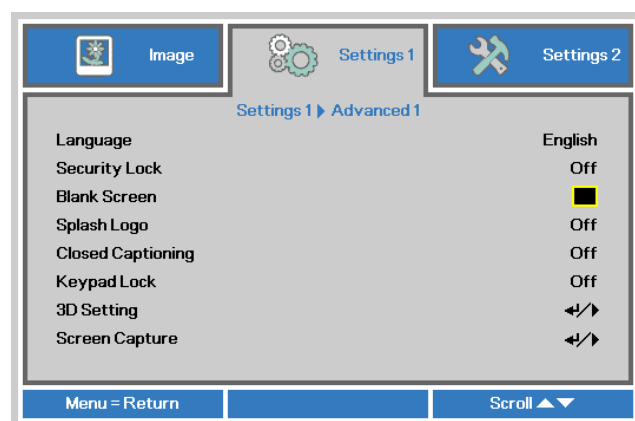 Image
Settings 1
Settings 2
Settings 1 ▶ Advanced 1
Language English
Security Lock Off
Blank Screen
Splash Logo Off
Closed Captioning Off
Keypad Lock Off
3D Setting ↵/▶
Screen Capture ↵/▶
Menu = Return Scroll ▲▼